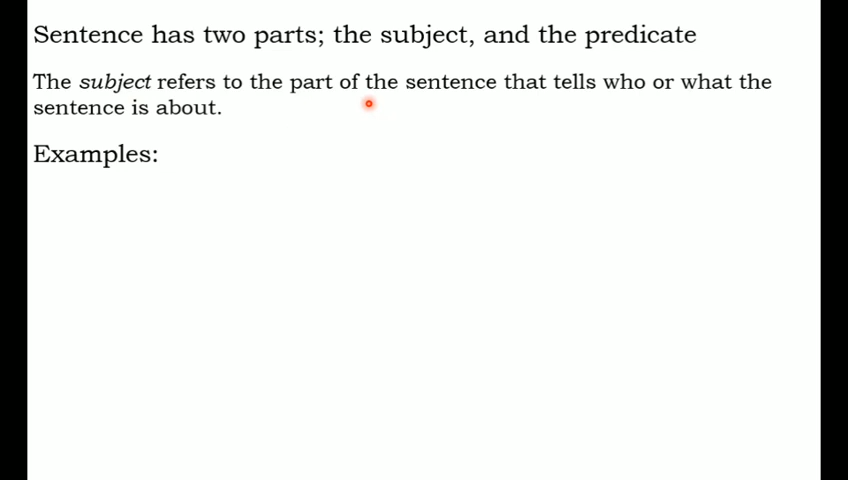 Sentence has two parts; the subject, and the predicate
The subject refers to the part of the sentence that tells who or what the
sentence is about.
Examples: